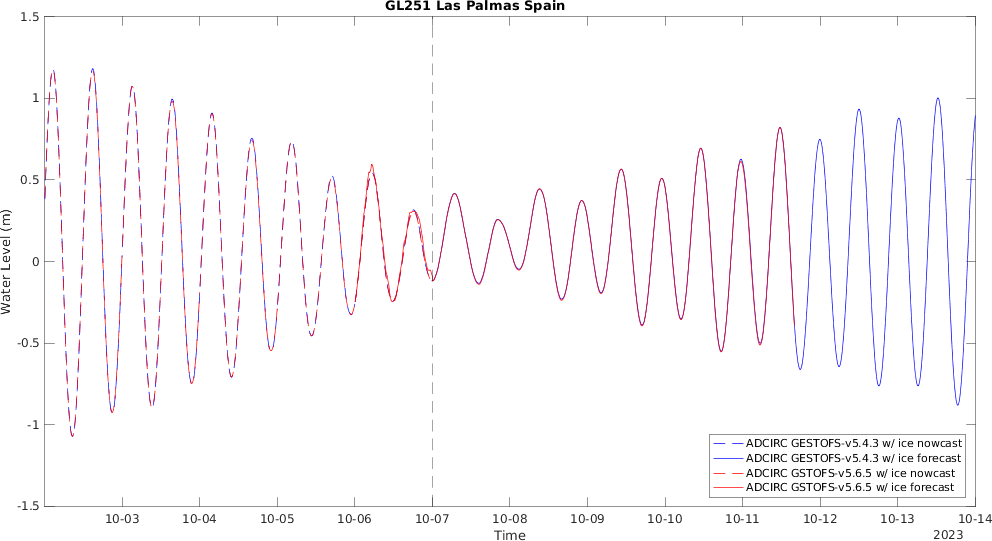 GL251 Las Palmas Spain
1.5
1
0.5
0
-0.5
-1
-1.5
Water Level (m)
ADCIRC GESTOFS-v5.4.3 w/ ice nowcast
ADCIRC GESTOFS-v5.4.3 w/ ice forecast
ADCIRC GSTOFS-v5.6.5 w/ ice nowcast
ADCIRC GSTOFS-v5.6.5 w/ ice forecast
10-03 10-04 10-05 10-06 10-07 10-08 10-09 10-10 10-11 10-12 10-13 10-14
Time
2023